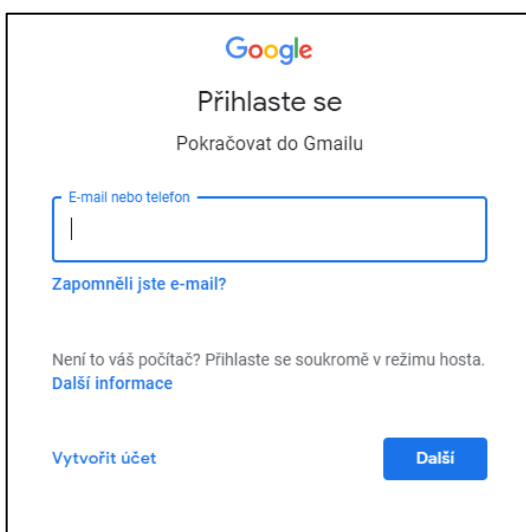 Google
Přihlaste se
Pokračovat do Gmailu
E-mail nebo telefon
Zapomněli jste e-mail?
Není to váš počítač? Přihlaste se soukromě v režimu hosta.
Další informace
Vytvořit účet
Další